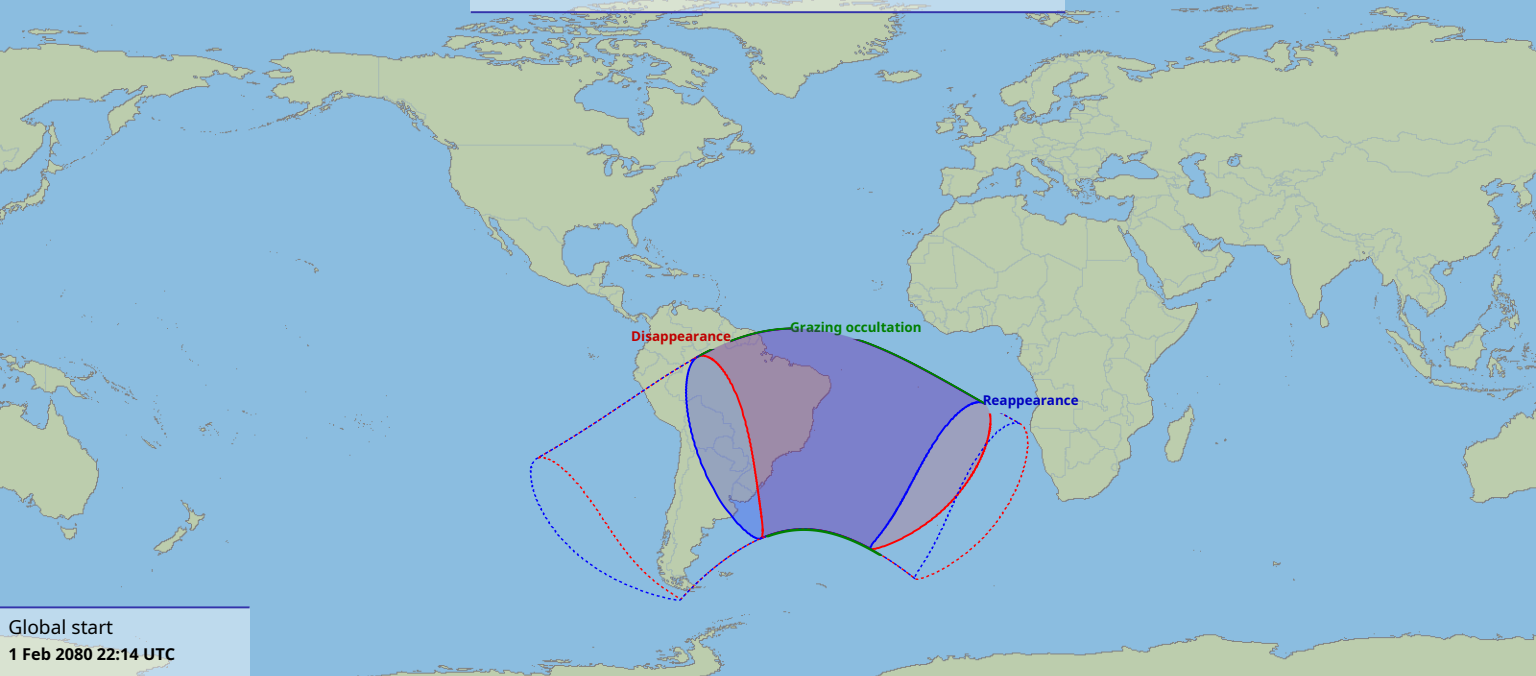 Grazing occultation
Disappearance
Reappearance
Global start
1 Feb 2080 22:14 UTC